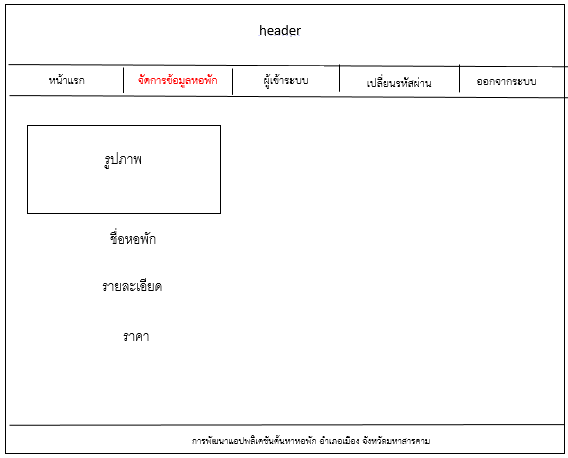 header
หน้าแรก จัดการข้อมูลหอพัก ผู้เข้าระบบ เปลี่ยนรหัสผ่าน ออกจากระบบ
รูปภาพ
ชื่อหอพัก
รายละเอียด
ราคา
การพัฒนาแอปพลิเคชันค้นหาหอพัก อำเภอเมือง จังหวัดมหาสารคาม